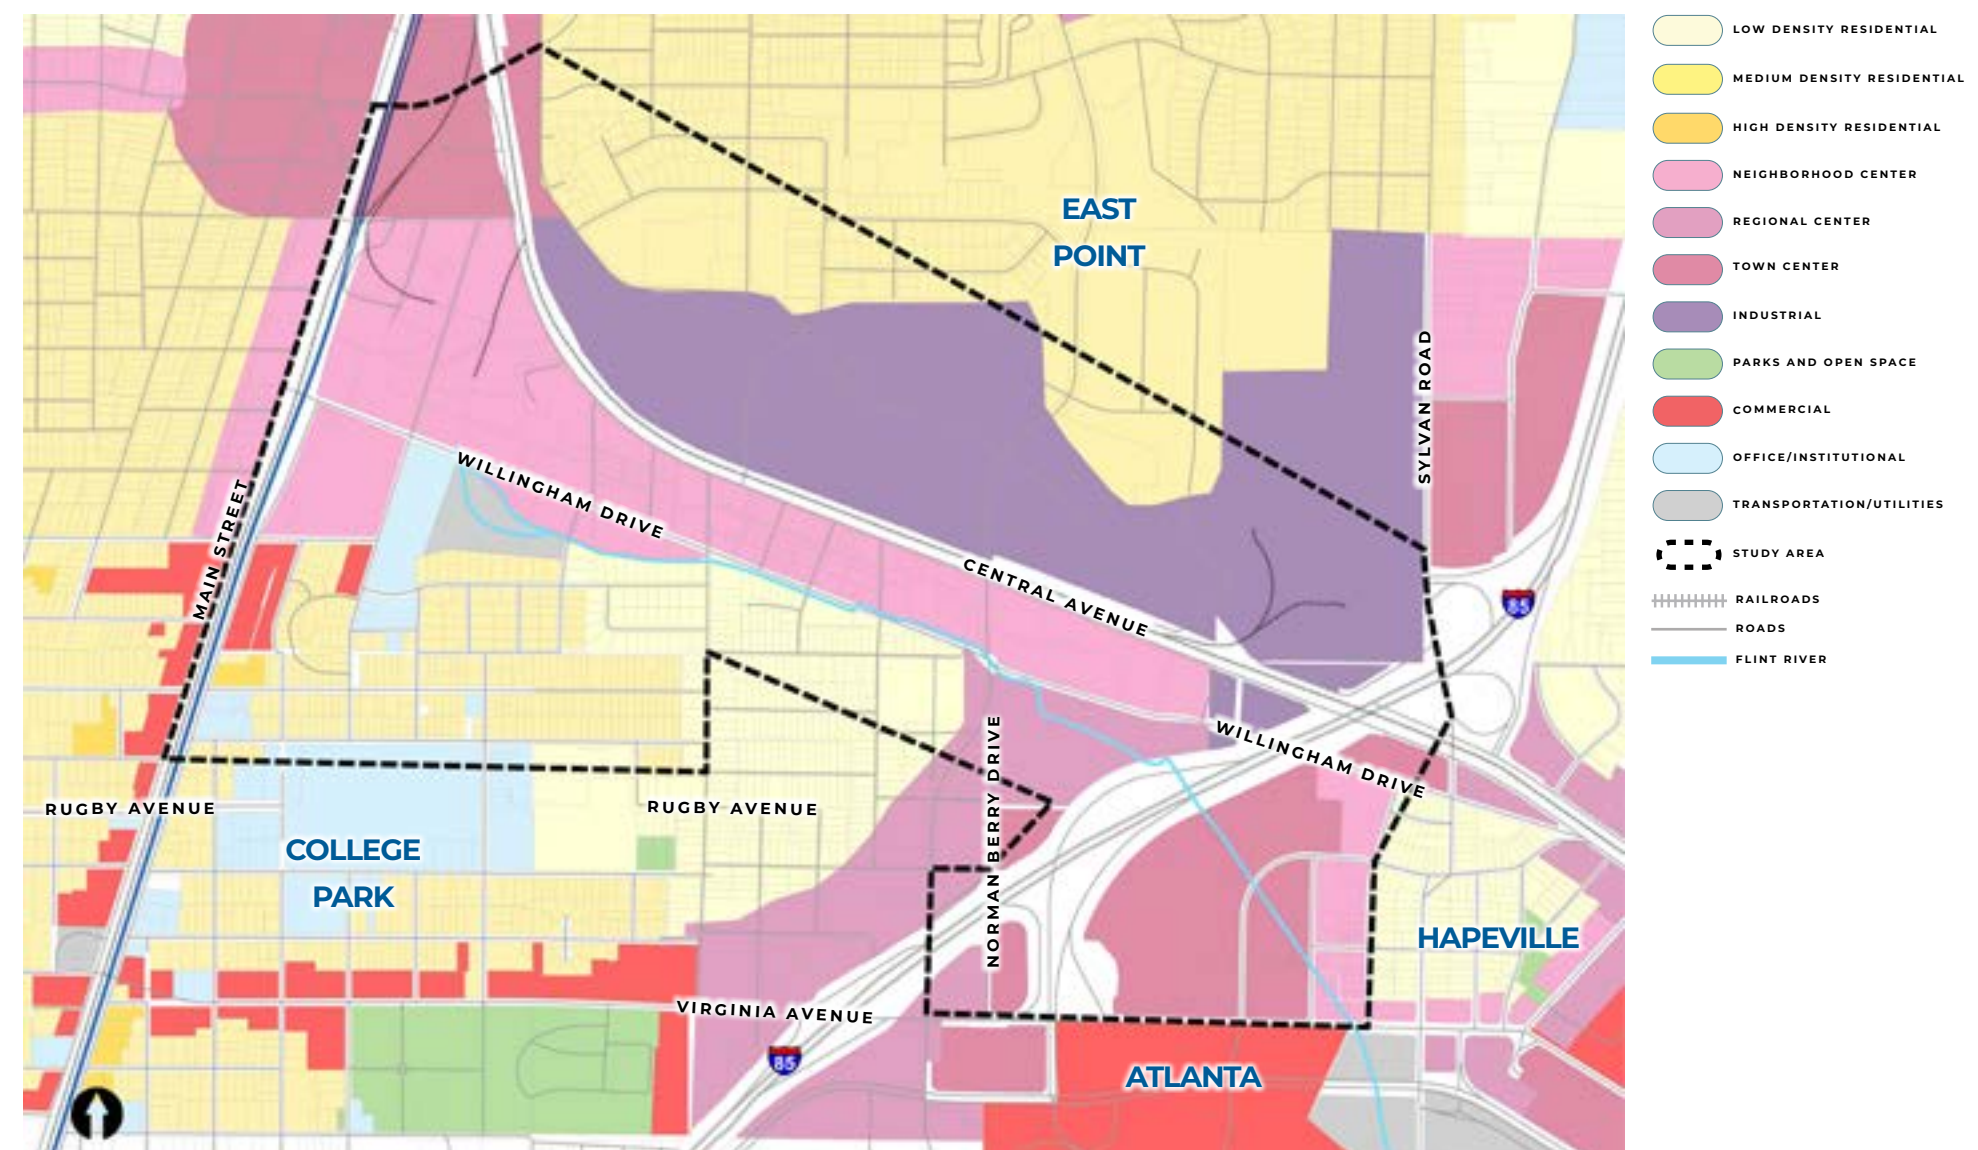 EAST
POINT
SYLVAN ROAD
MAIN STREET
WILLINGHAM DRIVE
CENTRAL AVENUE
85
WILLINGHAM DRIVE
NORMAN BERRY DRIVE
RUGBY AVENUE
RUGBY AVENUE
COLLEGE
PARK
HAPEVILLE
VIRGINIA AVENUE
85
ATLANTA
LOW DENSITY RESIDENTIAL
MEDIUM DENSITY RESIDENTIAL
HIGH DENSITY RESIDENTIAL
NEIGHBORHOOD CENTER
REGIONAL CENTER
TOWN CENTER
INDUSTRIAL
PARKS AND OPEN SPACE
COMMERCIAL
OFFICE/INSTITUTIONAL
TRANSPORTATION/UTILITIES
STUDY AREA
RAILROADS
ROADS
FLINT RIVER